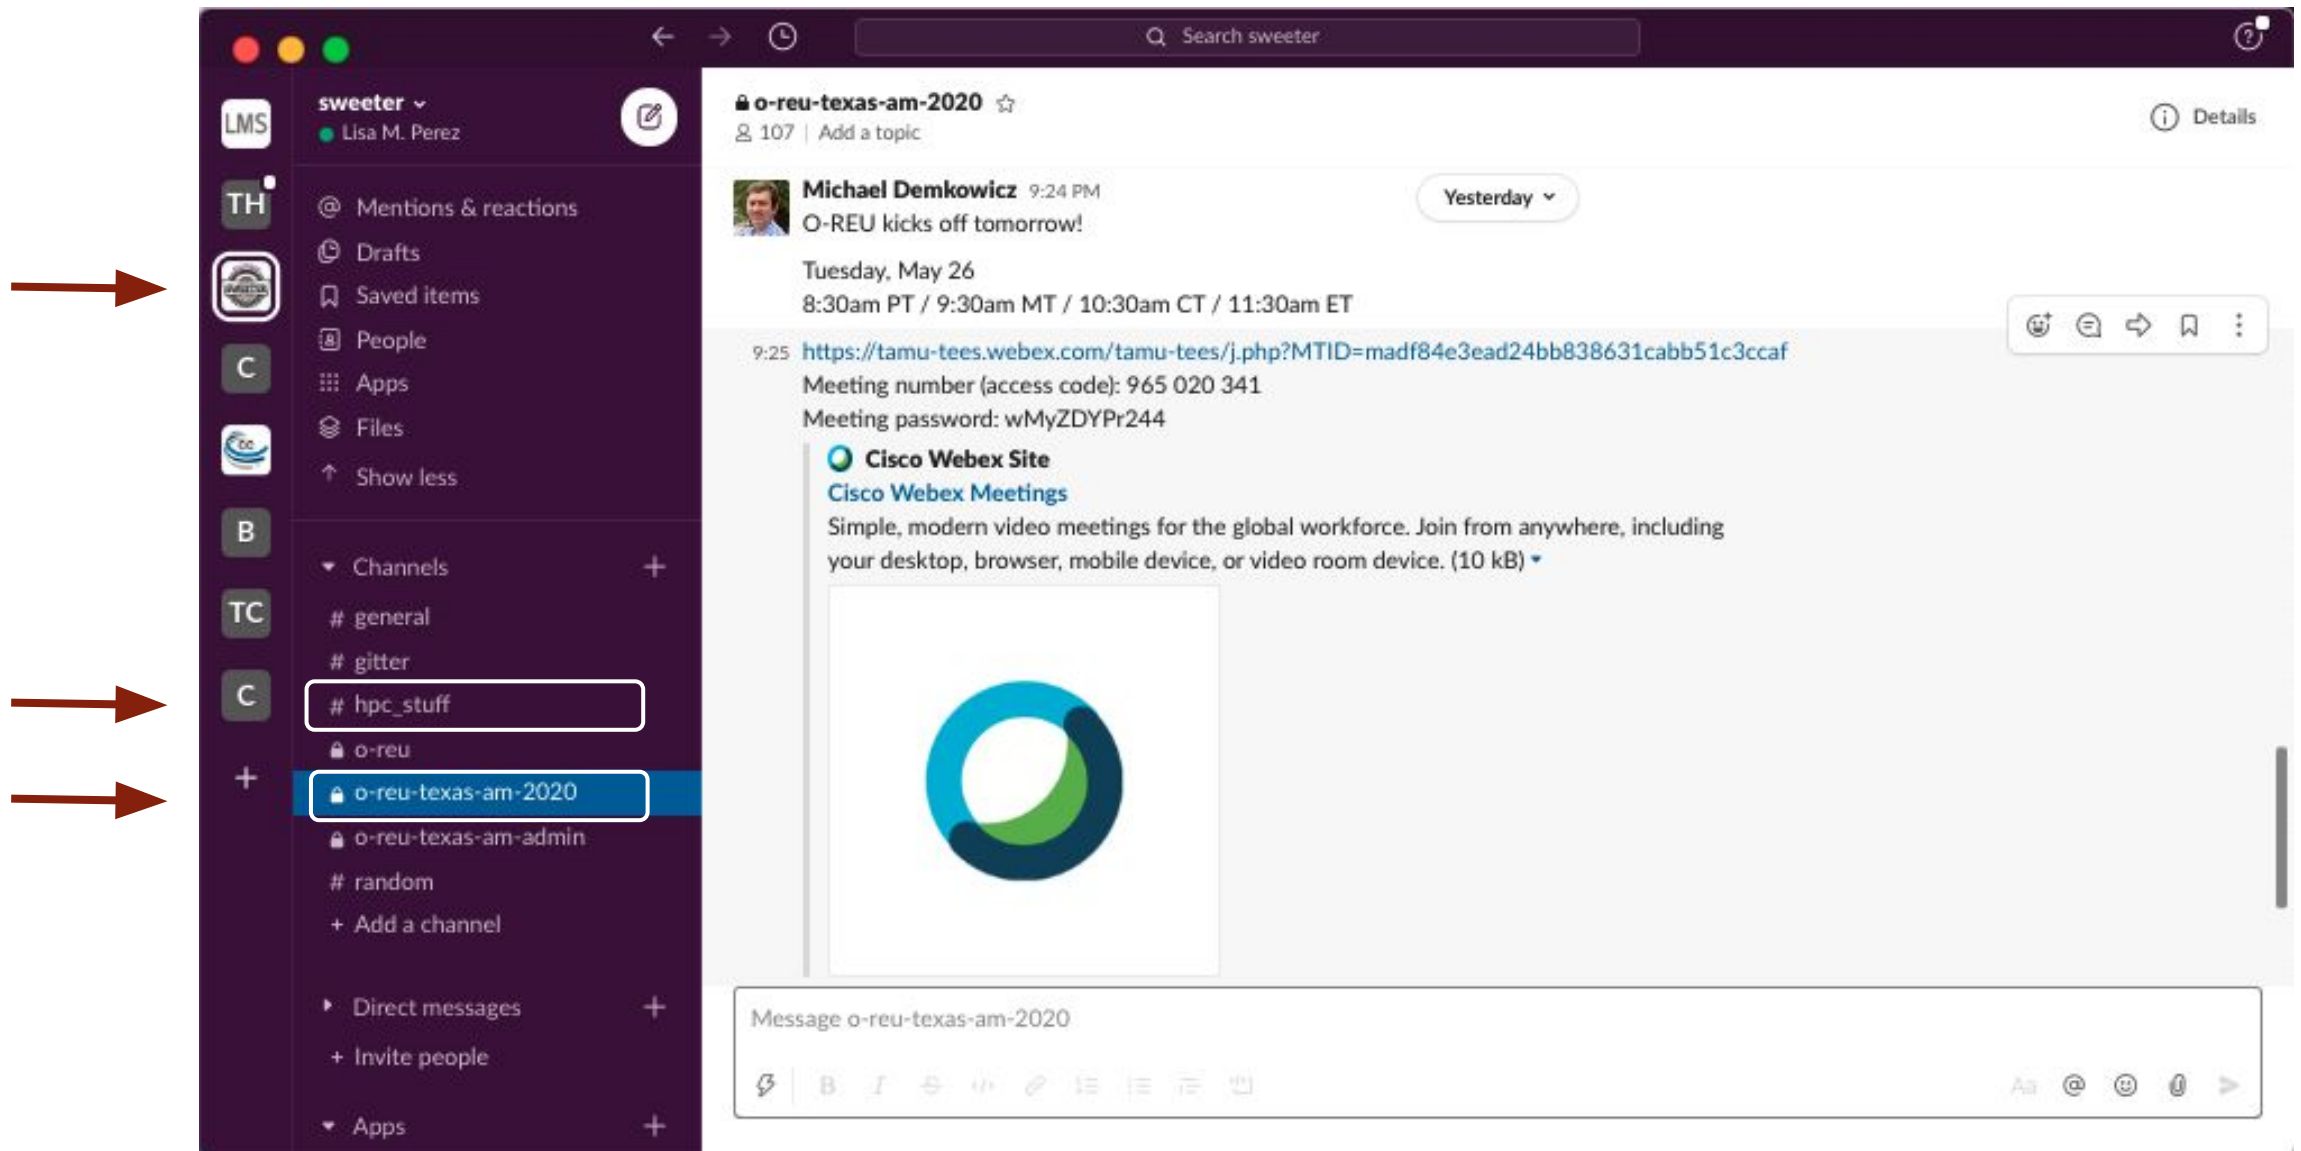 Search sweeter
LMS
TH
C
CC
B
TC
C
+
sweeter
Lisa M. Perez
@ Mentions & reactions
Drafts
Saved items
People
Apps
Files
Show less
Channels +
# general
# gitter
# hpc_stuff
o-reu
o-reu-texas-am-2020
o-reu-texas-am-admin
# random
+ Add a channel
Direct messages +
+ Invite people
Apps +
o-reu-texas-am-2020
107 | Add a topic
Details
Yesterday
Michael Demkowicz 9:24 PM
O-REU kicks off tomorrow!
Tuesday, May 26
8:30am PT / 9:30am MT / 10:30am CT / 11:30am ET
9:25 https://tamu-tees.webex.com/tamu-tees/j.php?MTID=madf84e3ead24bb838631cabb51c3ccaf
Meeting number (access code): 965 020 341
Meeting password: wMyZDYPr244
Cisco Webex Site
Cisco Webex Meetings
Simple, modern video meetings for the global workforce. Join from anywhere, including
your desktop, browser, mobile device, or video room device. (10 kB)
Message o-reu-texas-am-2020
B I S </> Aa @